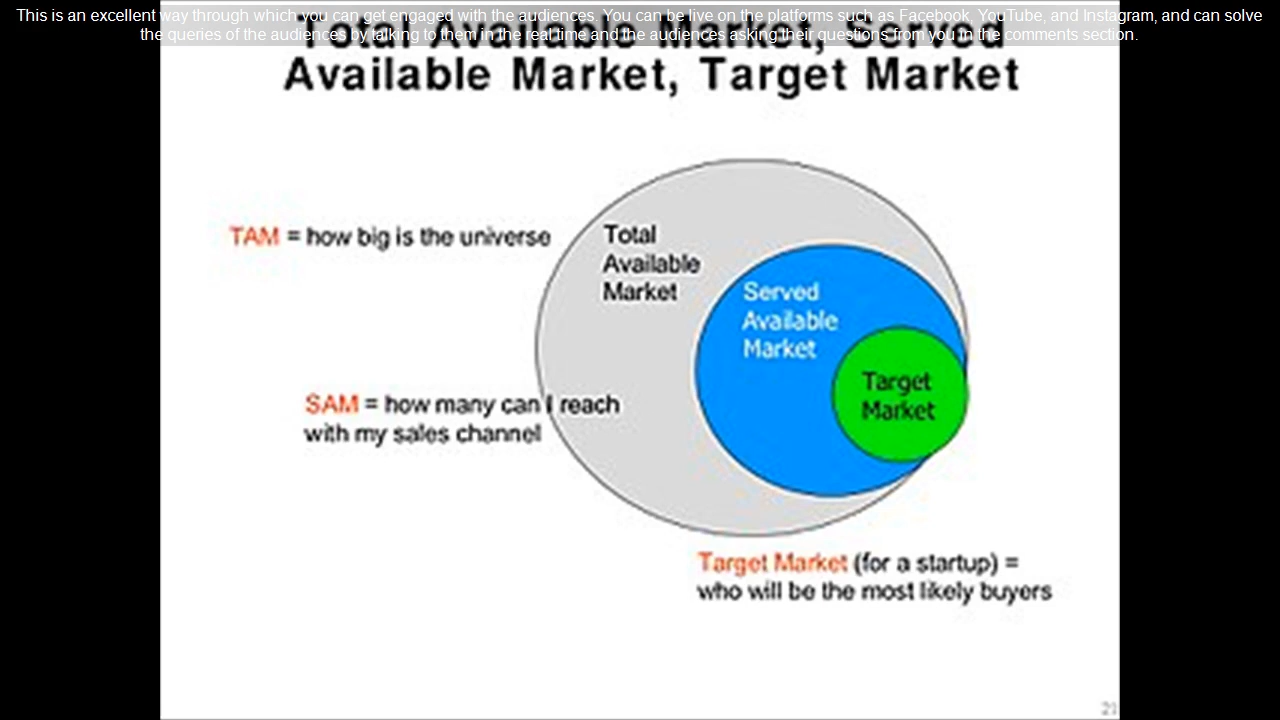 This is an excellent way through which you can get engaged with the audiences. You can be live on the platforms such as Facebook, YouTube, and Instagram, and can solve
the queries of the audiences by talking to them in the real time and the audiences asking their questions from you in the comments section.
Total Available Market, Served
Available Market, Target Market
TAM = how big is the universe
Total
Available
Market
Served
Available
Market
Target
Market
SAM = how many can I reach
with my sales channel
Target Market (for a startup) =
who will be the most likely buyers
21